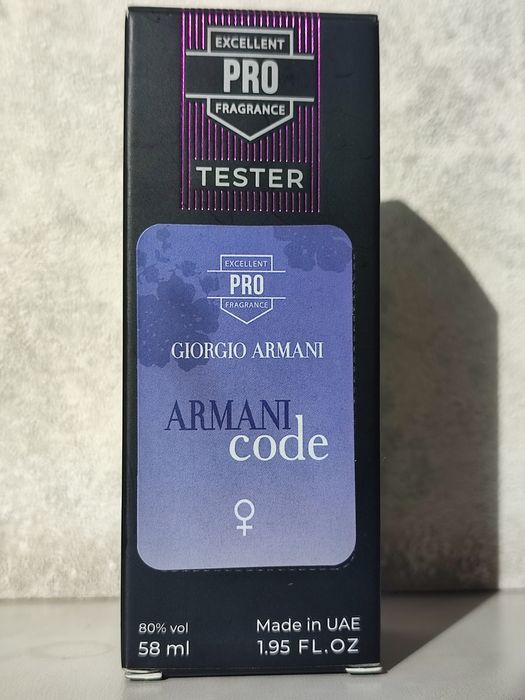 EXCELLENT
PRO
FRAGRANCE
TESTER
EXCELLENT
PRO
FRAGRANCE
GIORGIO ARMANI
ARMANI
code
80% vol
58 ml
Made in UAE
1.95 FL.OZ